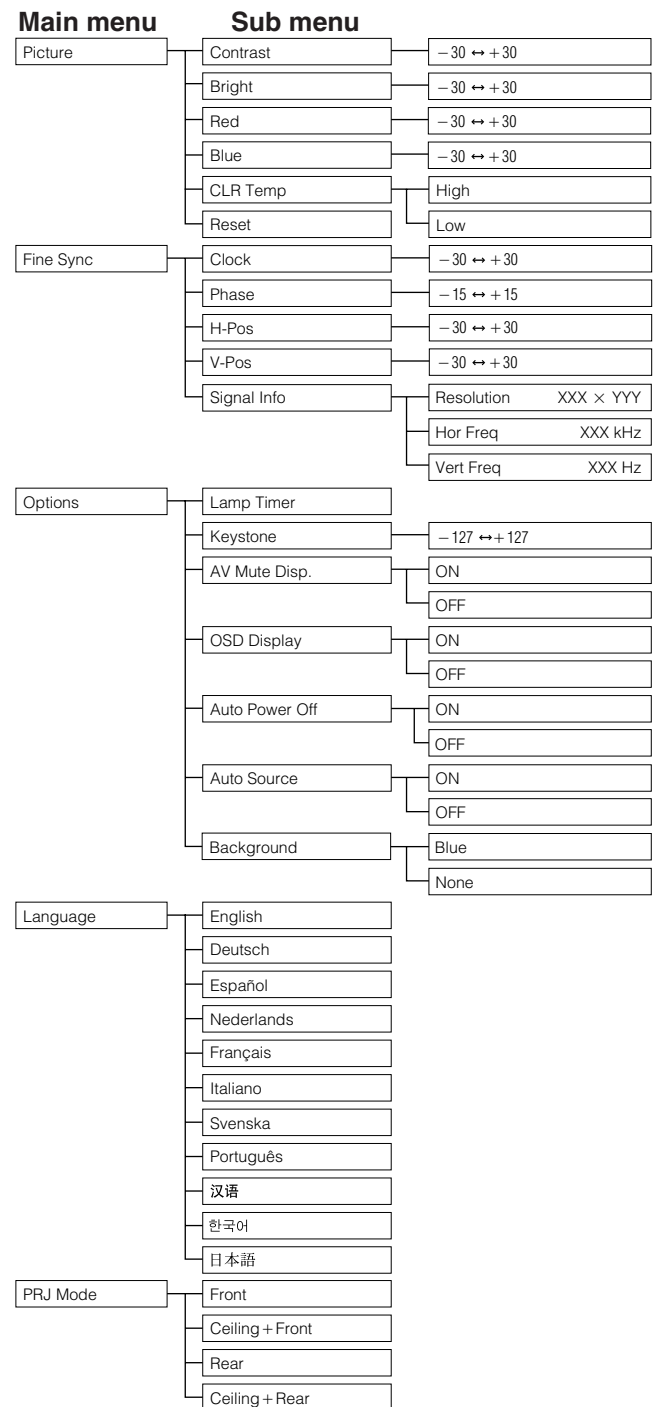 Main menu Sub menu
Picture Contrast −30 ↔ +30
Bright −30 ↔ +30
Red −30 ↔ +30
Blue −30 ↔ +30
CLR Temp High
Reset Low
Fine Sync Clock −30 ↔ +30
Phase −15 ↔ +15
H-Pos −30 ↔ +30
V-Pos −30 ↔ +30
Signal Info Resolution XXX × YYY
Hor Freq XXX kHz
Vert Freq XXX Hz
Options Lamp Timer
Keystone −127 ↔+127
AV Mute Disp. ON
OFF
OSD Display ON
OFF
Auto Power Off ON
OFF
Auto Source ON
OFF
Background Blue
None
Language English
Deutsch
Español
Nederlands
Français
Italiano
Svenska
Português
汉语
한국어
日本語
PRJ Mode Front
Ceiling+Front
Rear
Ceiling+Rear